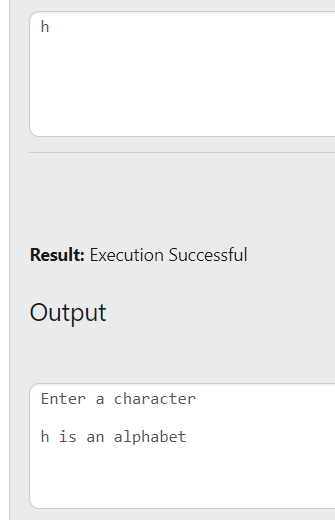 h
Result: Execution Successful
Output
Enter a character
h is an alphabet